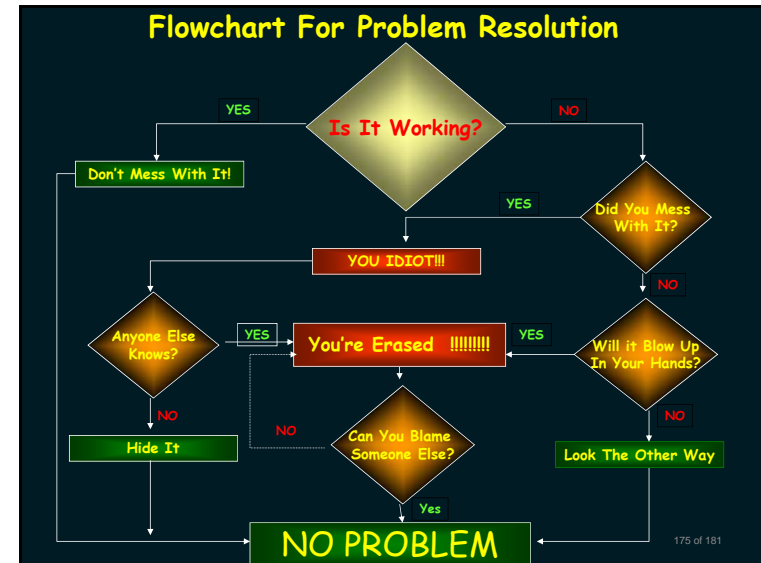 Flowchart For Problem Resolution
YES
NO
Is It Working?
Don't Mess With It!
YES
Did You Mess
With It?
YOU IDIOT!!!
NO
Anyone Else
Knows?
YES
You're Erased !!!!!!!!!
YES
Will it Blow Up
In Your Hands?
NO
NO
NO
Hide It
Can You Blame
Someone Else?
Look The Other Way
Yes
NO PROBLEM
175 of 181